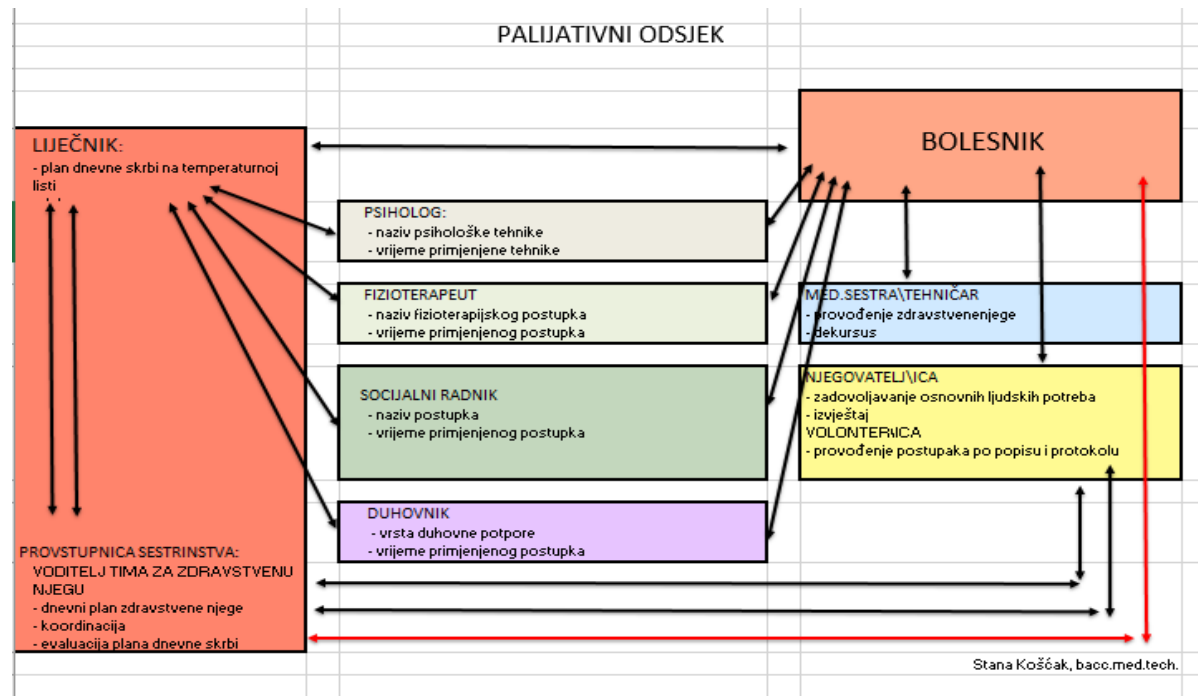 PALIJATIVNI ODSJEK
LIJEČNIK:
- plan dnevne skrbi na temperaturnoj
listi
BOLESNIK
PSIHOLOG:
- naziv psihološke tehnike
- vrijeme primjenjene tehnike
FIZIOTERAPEUT
- naziv fizioterapijskog postupka
- vrijeme primjenjenog postupka
MED.SESTRA\TEHNIČAR
- provođenje zdravstvenenjege
- dekursus
SOCIJALNI RADNIK
- naziv postupka
- vrijeme primjenjenog postupka
NJEGOVATELJ\ICA
- zadovoljavanje osnovnih ljudskih potreba
- izvještaj
VOLONTER\ICA
- provođenje postupaka po popisu i protokolu
DUHOVNIK
- vrsta duhovne potpore
- vrijeme primjenjenog postupka
PROVSTUPNICA SESTRINSTVA:
VODITELJ TIMA ZA ZDRAVSTVENU
NJEGU
- dnevni plan zdravstvene njege
- koordinacija
- evaluacija plana dnevne skrbi
Stana Košćak, bacc.med.tech.